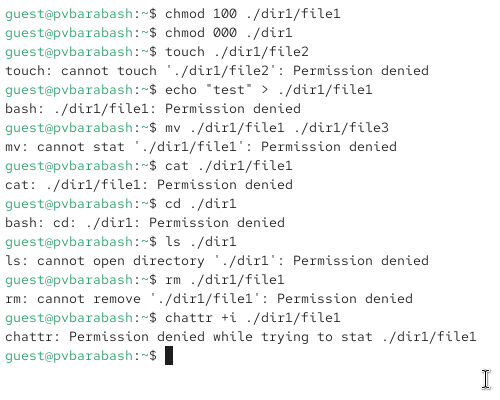 guest@pvbarabash:~$ chmod 100 ./dir1/file1
guest@pvbarabash:~$ chmod 000 ./dir1
guest@pvbarabash:~$ touch ./dir1/file2
touch: cannot touch './dir1/file2': Permission denied
guest@pvbarabash:~$ echo "test" > ./dir1/file1
bash: ./dir1/file1: Permission denied
guest@pvbarabash:~$ mv ./dir1/file1 ./dir1/file3
mv: cannot stat './dir1/file1': Permission denied
guest@pvbarabash:~$ cat ./dir1/file1
cat: ./dir1/file1: Permission denied
guest@pvbarabash:~$ cd ./dir1
bash: cd: ./dir1: Permission denied
guest@pvbarabash:~$ ls ./dir1
ls: cannot open directory './dir1': Permission denied
guest@pvbarabash:~$ rm ./dir1/file1
rm: cannot remove './dir1/file1': Permission denied
guest@pvbarabash:~$ chattr +i ./dir1/file1
chattr: Permission denied while trying to stat ./dir1/file1
guest@pvbarabash:~$